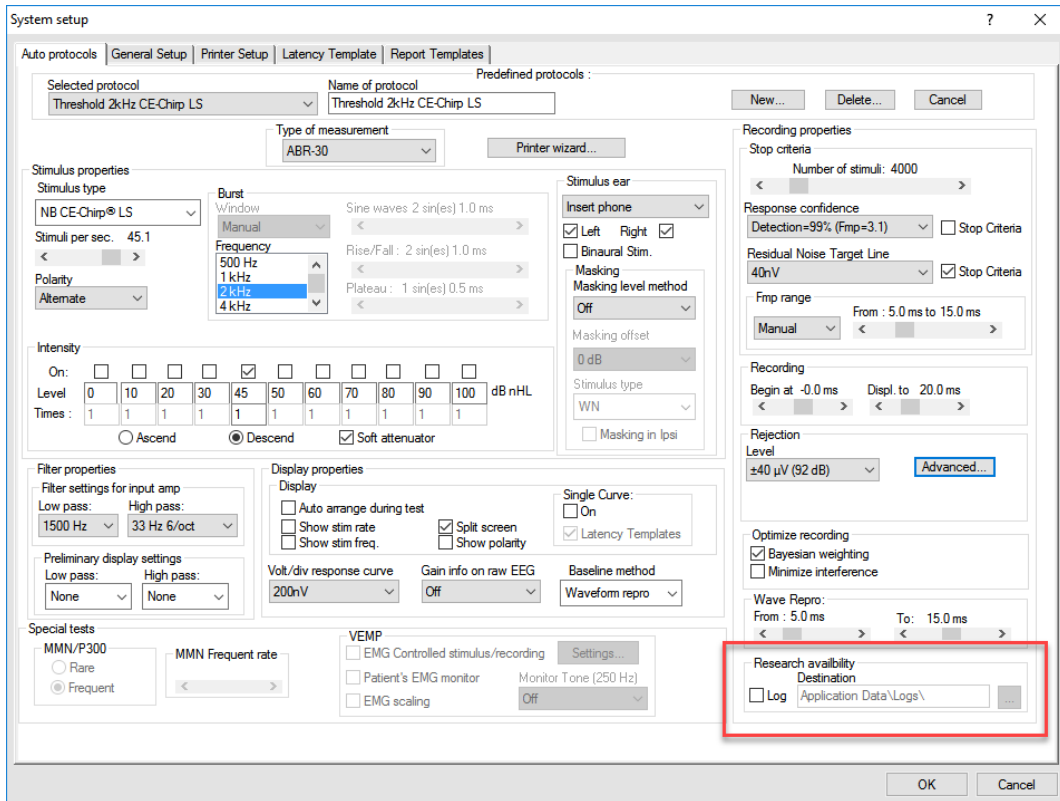 System setup
Auto protocols General Setup Printer Setup Latency Template Report Templates
Predefined protocols :
Selected protocol
Threshold 2kHz CE-Chirp LS
Name of protocol
Threshold 2kHz CE-Chirp LS
New... Delete... Cancel
Type of measurement
ABR-30
Printer wizard...
Stimulus properties
Stimulus type
NB CE-Chirp® LS
Stimuli per sec. 45.1
Polarity
Alternate
Burst
Window
Manual
Frequency
500 Hz
1 kHz
2 kHz
4 kHz
Sine waves 2 sin(es) 1.0 ms
Rise/Fall : 2 sin(es) 1.0 ms
Plateau : 1 sin(es) 0.5 ms
Stimulus ear
Insert phone
Left Right
Binaural Stim.
Masking
Masking level method
Off
Masking offset
0 dB
Stimulus type
WN
Masking in Ipsi
Intensity
On:
Level 0 10 20 30 45 50 60 70 80 90 100 dB nHL
Times : 1 1 1 1 1 1 1 1 1 1 1
Ascend Descend Soft attenuator
Filter properties
Filter settings for input amp
Low pass: High pass:
1500 Hz 33 Hz 6/oct
Preliminary display settings
Low pass: High pass:
None None
Display properties
Display
Auto arrange during test
Show stim rate Split screen
Show stim freq. Show polarity
Single Curve:
On
Latency Templates
Volt/div response curve Gain info on raw EEG Baseline method
200nV Off Waveform repro
Special tests
MMN/P300
Rare
Frequent
MMN Frequent rate
VEMP
EMG Controlled stimulus/recording Settings...
Patient's EMG monitor Monitor Tone (250 Hz)
EMG scaling Off
Recording properties
Stop criteria
Number of stimuli: 4000
Response confidence
Detection=99% (Fmp=3.1) Stop Criteria
Residual Noise Target Line
40nV Stop Criteria
Fmp range
From : 5.0 ms to 15.0 ms
Manual
Recording
Begin at -0.0 ms Displ. to 20.0 ms
Rejection
Level
±40 µV (92 dB) Advanced...
Optimize recording
Bayesian weighting
Minimize interference
Wave Repro:
From : 5.0 ms To: 15.0 ms
Research availbility
Destination
Log Application Data\Logs\ ...
OK Cancel